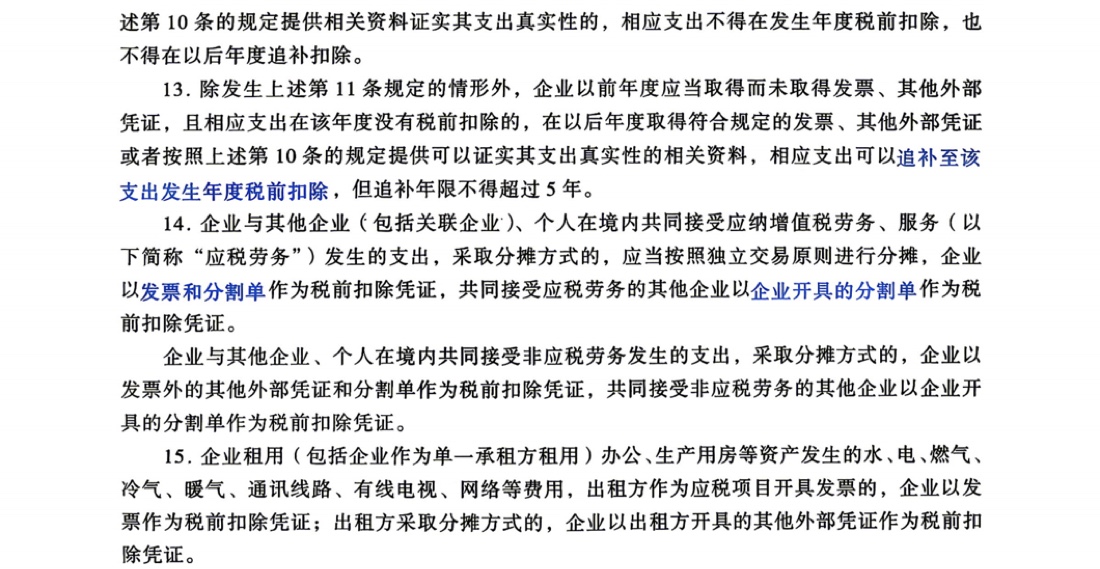 述第 10 条的规定提供相关资料证实其支出真实性的，相应支出不得在发生年度税前扣除，也
不得在以后年度追补扣除。
13. 除发生上述第 11 条规定的情形外，企业以前年度应当取得而未取得发票、其他外部
凭证，且相应支出在该年度没有税前扣除的，在以后年度取得符合规定的发票、其他外部凭证
或者按照上述第 10 条的规定提供可以证实其支出真实性的相关资料，相应支出可以追补至该
支出发生年度税前扣除，但追补年限不得超过 5 年。
14. 企业与其他企业（包括关联企业）、个人在境内共同接受应纳增值税劳务、服务（以
下简称“应税劳务”）发生的支出，采取分摊方式的，应当按照独立交易原则进行分摊，企业
以发票和分割单作为税前扣除凭证，共同接受应税劳务的其他企业以企业开具的分割单作为税
前扣除凭证。
企业与其他企业、个人在境内共同接受非应税劳务发生的支出，采取分摊方式的，企业以
发票外的其他外部凭证和分割单作为税前扣除凭证，共同接受非应税劳务的其他企业以企业开
具的分割单作为税前扣除凭证。
15. 企业租用（包括企业作为单一承租方租用）办公、生产用房等资产发生的水、电、燃气、
冷气、暖气、通讯线路、有线电视、网络等费用，出租方作为应税项目开具发票的，企业以发
票作为税前扣除凭证；出租方采取分摊方式的，企业以出租方开具的其他外部凭证作为税前扣
除凭证。